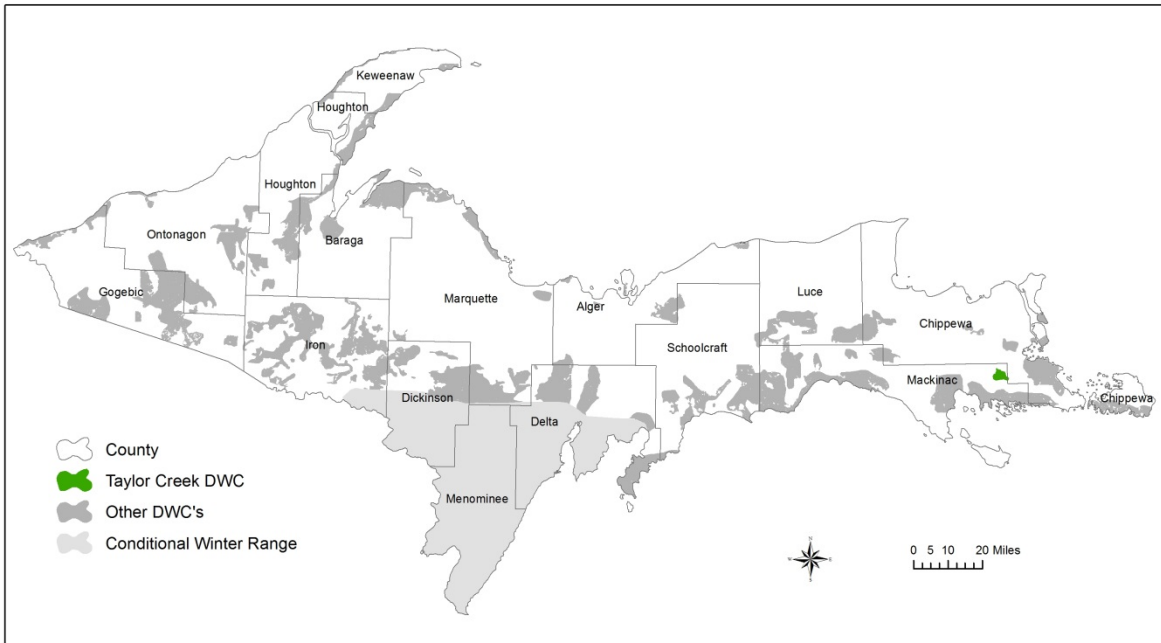 Keweenaw
Houghton
Houghton
Ontonagon
Baraga
Gogebic
Marquette
Alger
Luce
Chippewa
Iron
Schoolcraft
Mackinac
Dickinson
Chippewa
Delta
Menominee
County
Taylor Creek DWC
Other DWC's
Conditional Winter Range
N
W E
S
0 5 10 20 Miles